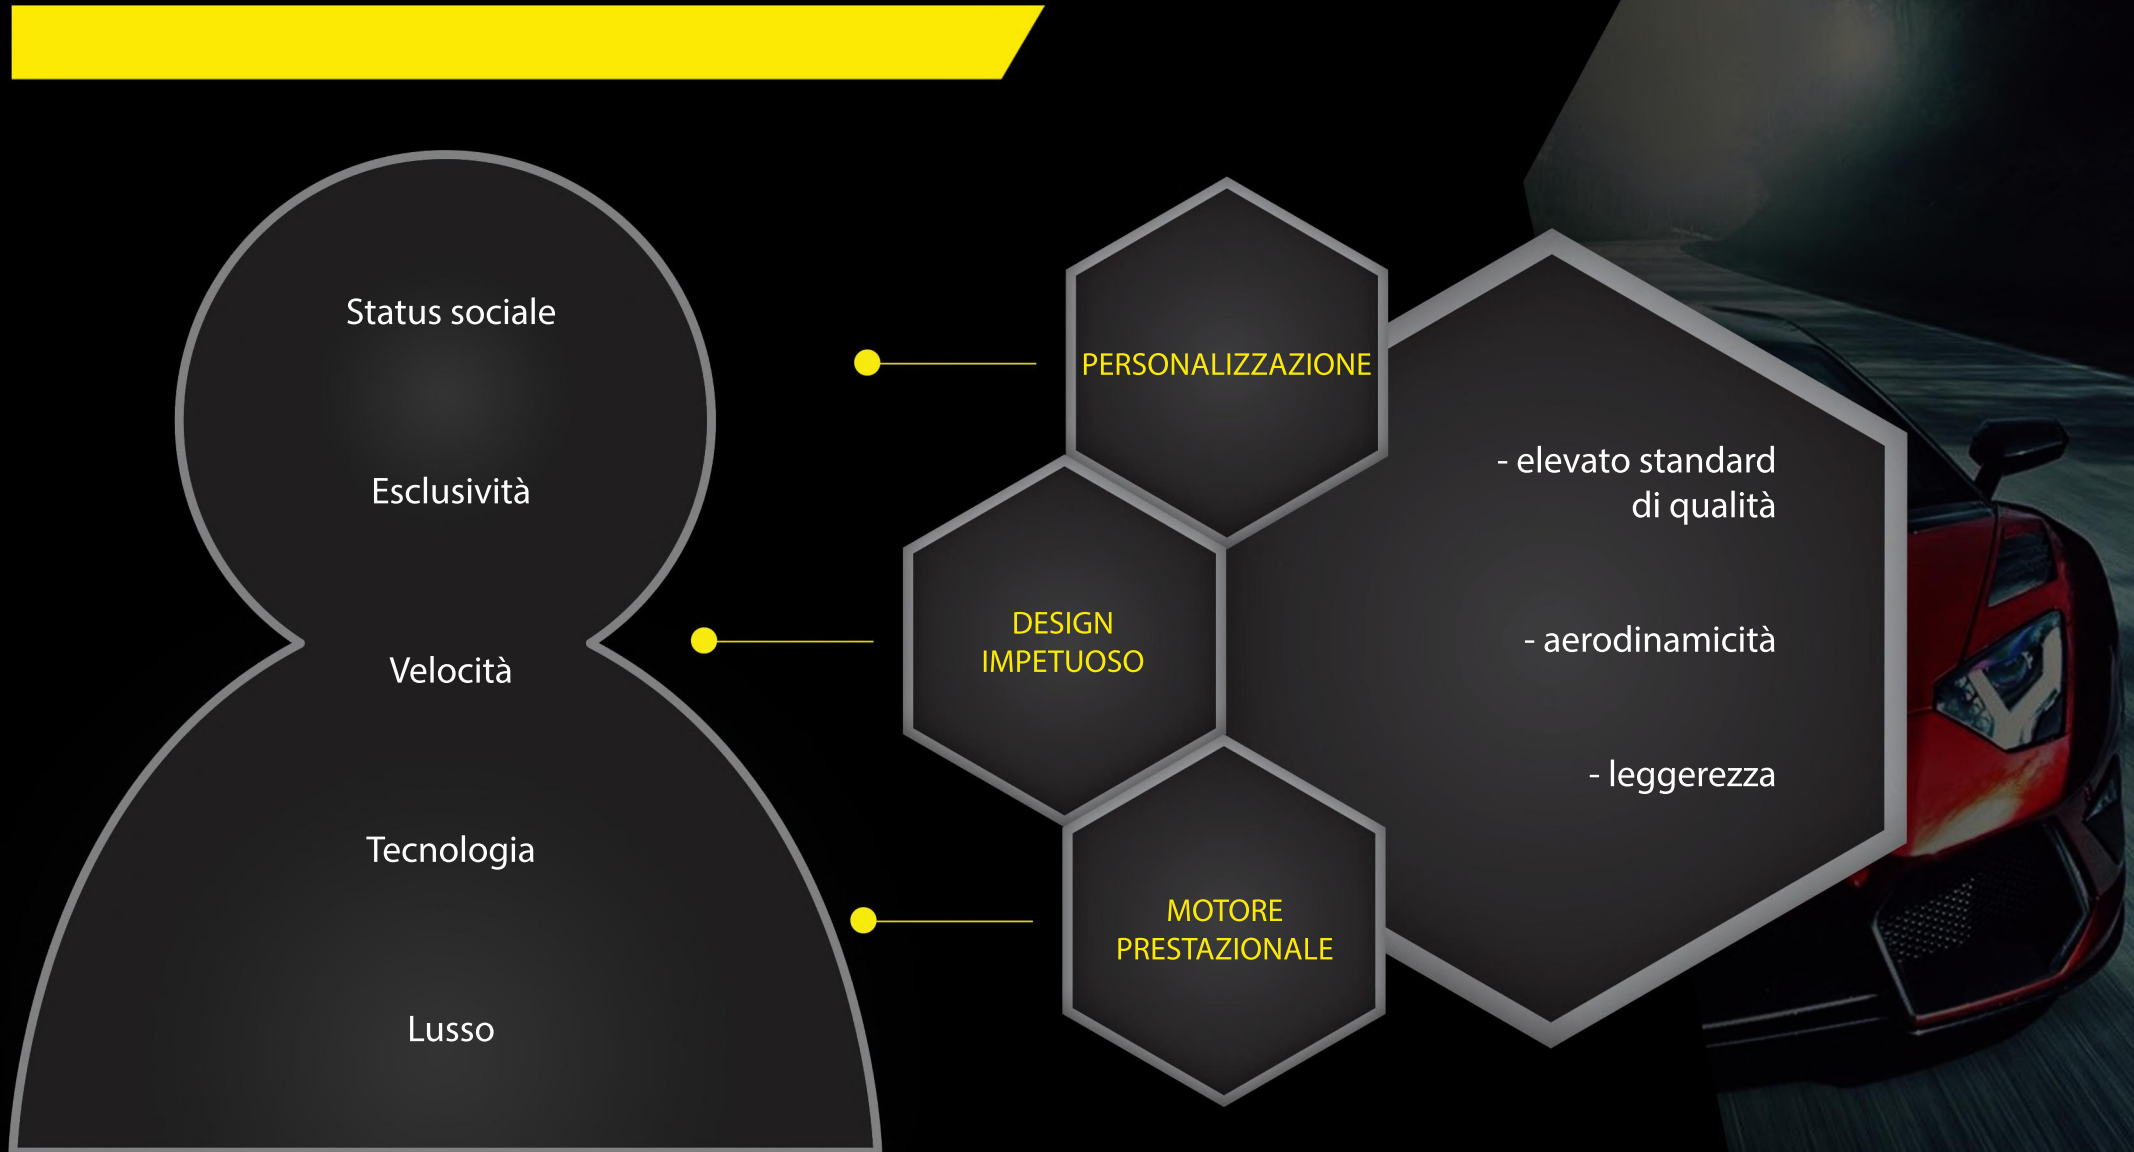 Status sociale
Esclusività
Velocità
Tecnologia
Lusso
PERSONALIZZAZIONE
DESIGN
IMPETUOSO
MOTORE
PRESTAZIONALE
- elevato standard
di qualità
- aerodinamicità
- leggerezza